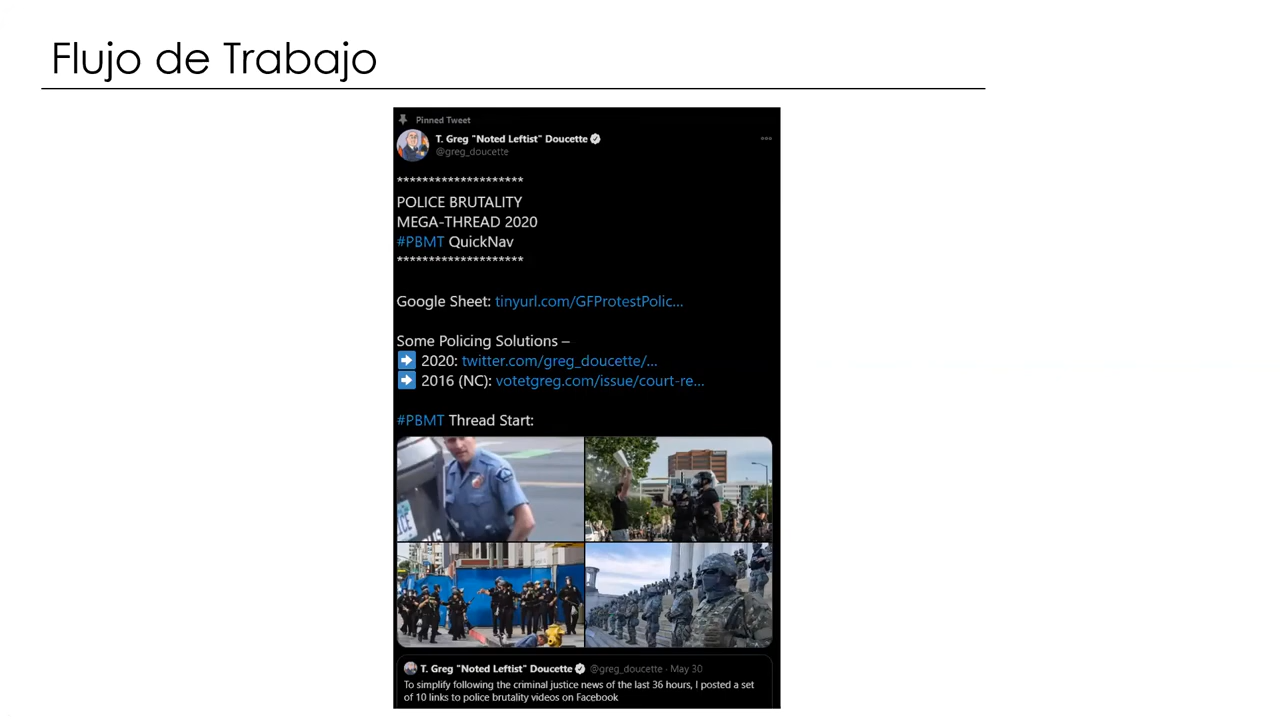 Flujo de Trabajo
Pinned Tweet
T. Greg "Noted Leftist" Doucette
@greg_doucette
********************
POLICE BRUTALITY
MEGA-THREAD 2020
#PBMT QuickNav
********************
Google Sheet: tinyurl.com/GFProtestPolic...
Some Policing Solutions –
➡ 2020: twitter.com/greg_doucette/...
➡ 2016 (NC): votetgreg.com/issue/court-re...
#PBMT Thread Start:
T. Greg "Noted Leftist" Doucette @greg_doucette · May 30
To simplify following the criminal justice news of the last 36 hours, I posted a set
of 10 links to police brutality videos on Facebook